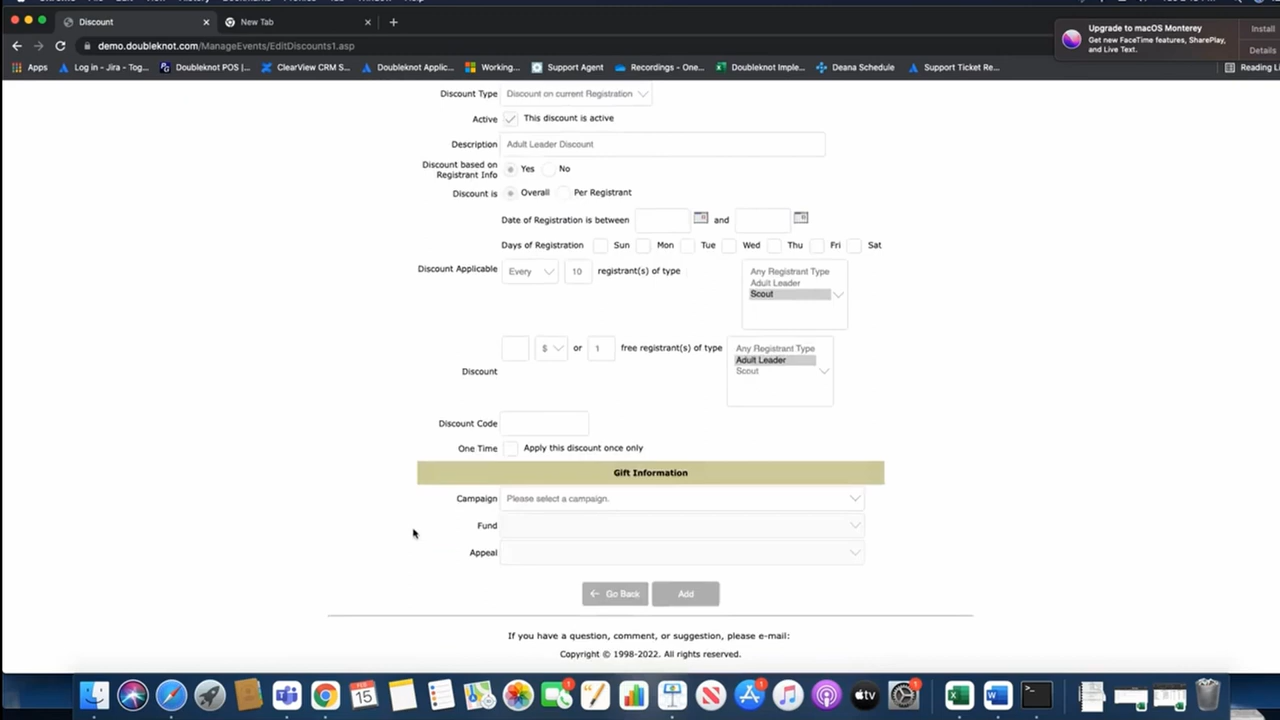 Discount
New Tab
Upgrade to macOS Monterey
Install
Get new FaceTime features, SharePlay, and Live Text.
Details
demo.doubleknot.com/ManageEvents/EditDiscounts1.asp
Apps
Log in - Jira - Tog...
Doubleknot POS |...
ClearView CRM S...
Doubleknot Applic...
Working...
Support Agent
Recordings - One...
Doubleknot Imple...
Deana Schedule
Support Ticket Re...
Reading Li
Discount Type Discount on current Registration
Active This discount is active
Description Adult Leader Discount
Discount based on Registrant Info Yes No
Discount is Overall Per Registrant
Date of Registration is between and
Days of Registration Sun Mon Tue Wed Thu Fri Sat
Discount Applicable Every 10 registrant(s) of type
Any Registrant Type
Adult Leader
Scout
$ or 1 free registrant(s) of type
Any Registrant Type
Adult Leader
Scout
Discount
Discount Code
One Time Apply this discount once only
Gift Information
Campaign Please select a campaign.
Fund
Appeal
Go Back Add
If you have a question, comment, or suggestion, please e-mail:
Copyright © 1998-2022. All rights reserved.
FEB
15
1
1
tv
1